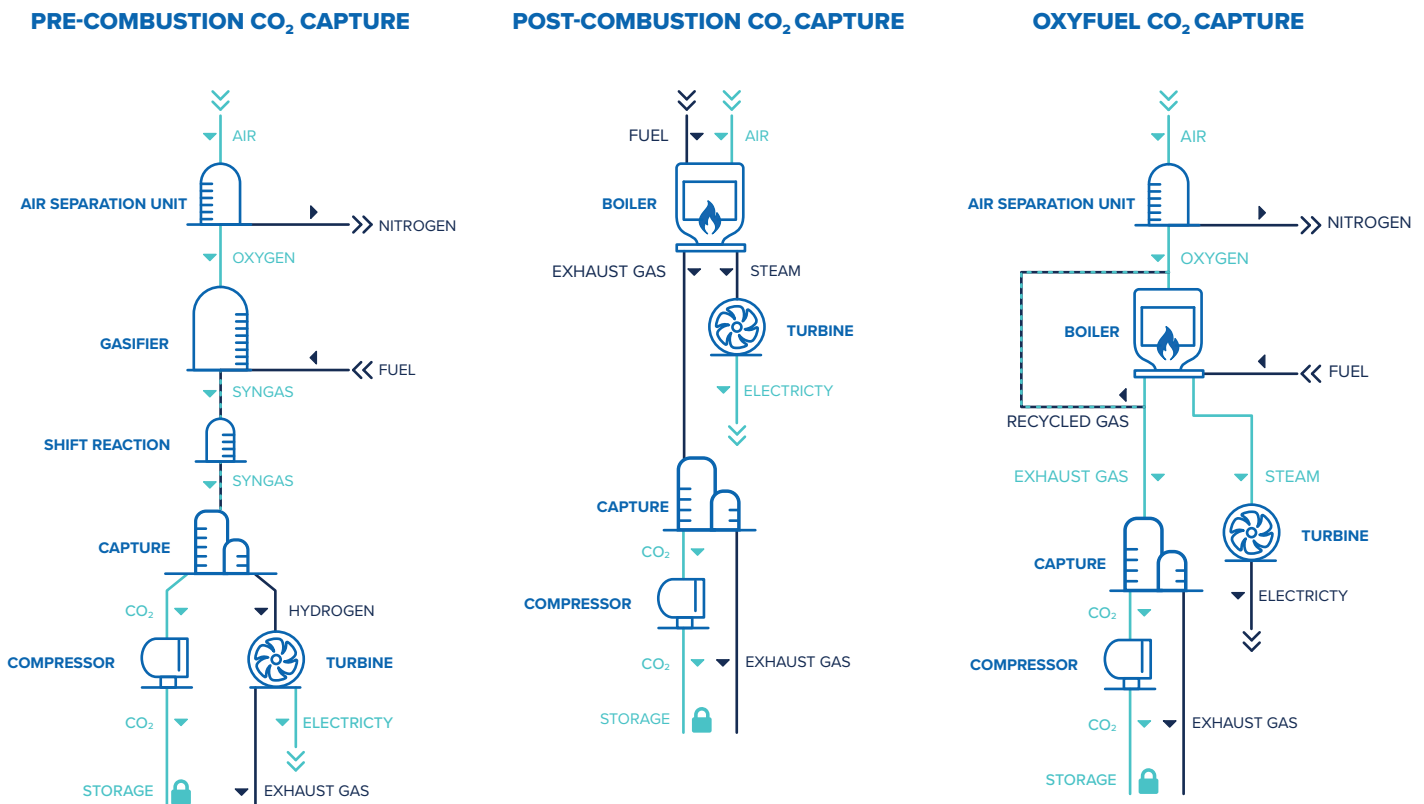 PRE-COMBUSTION CO₂ CAPTURE
AIR
AIR SEPARATION UNIT
NITROGEN
OXYGEN
GASIFIER
FUEL
SYNGAS
SHIFT REACTION
SYNGAS
CAPTURE
CO₂
HYDROGEN
COMPRESSOR
TURBINE
CO₂
ELECTRICTY
STORAGE
EXHAUST GAS
POST-COMBUSTION CO₂ CAPTURE
FUEL
AIR
BOILER
EXHAUST GAS
STEAM
TURBINE
ELECTRICTY
CAPTURE
CO₂
COMPRESSOR
CO₂
EXHAUST GAS
STORAGE
OXYFUEL CO₂ CAPTURE
AIR
AIR SEPARATION UNIT
NITROGEN
OXYGEN
BOILER
FUEL
RECYCLED GAS
EXHAUST GAS
STEAM
TURBINE
CAPTURE
ELECTRICTY
CO₂
COMPRESSOR
CO₂
EXHAUST GAS
STORAGE